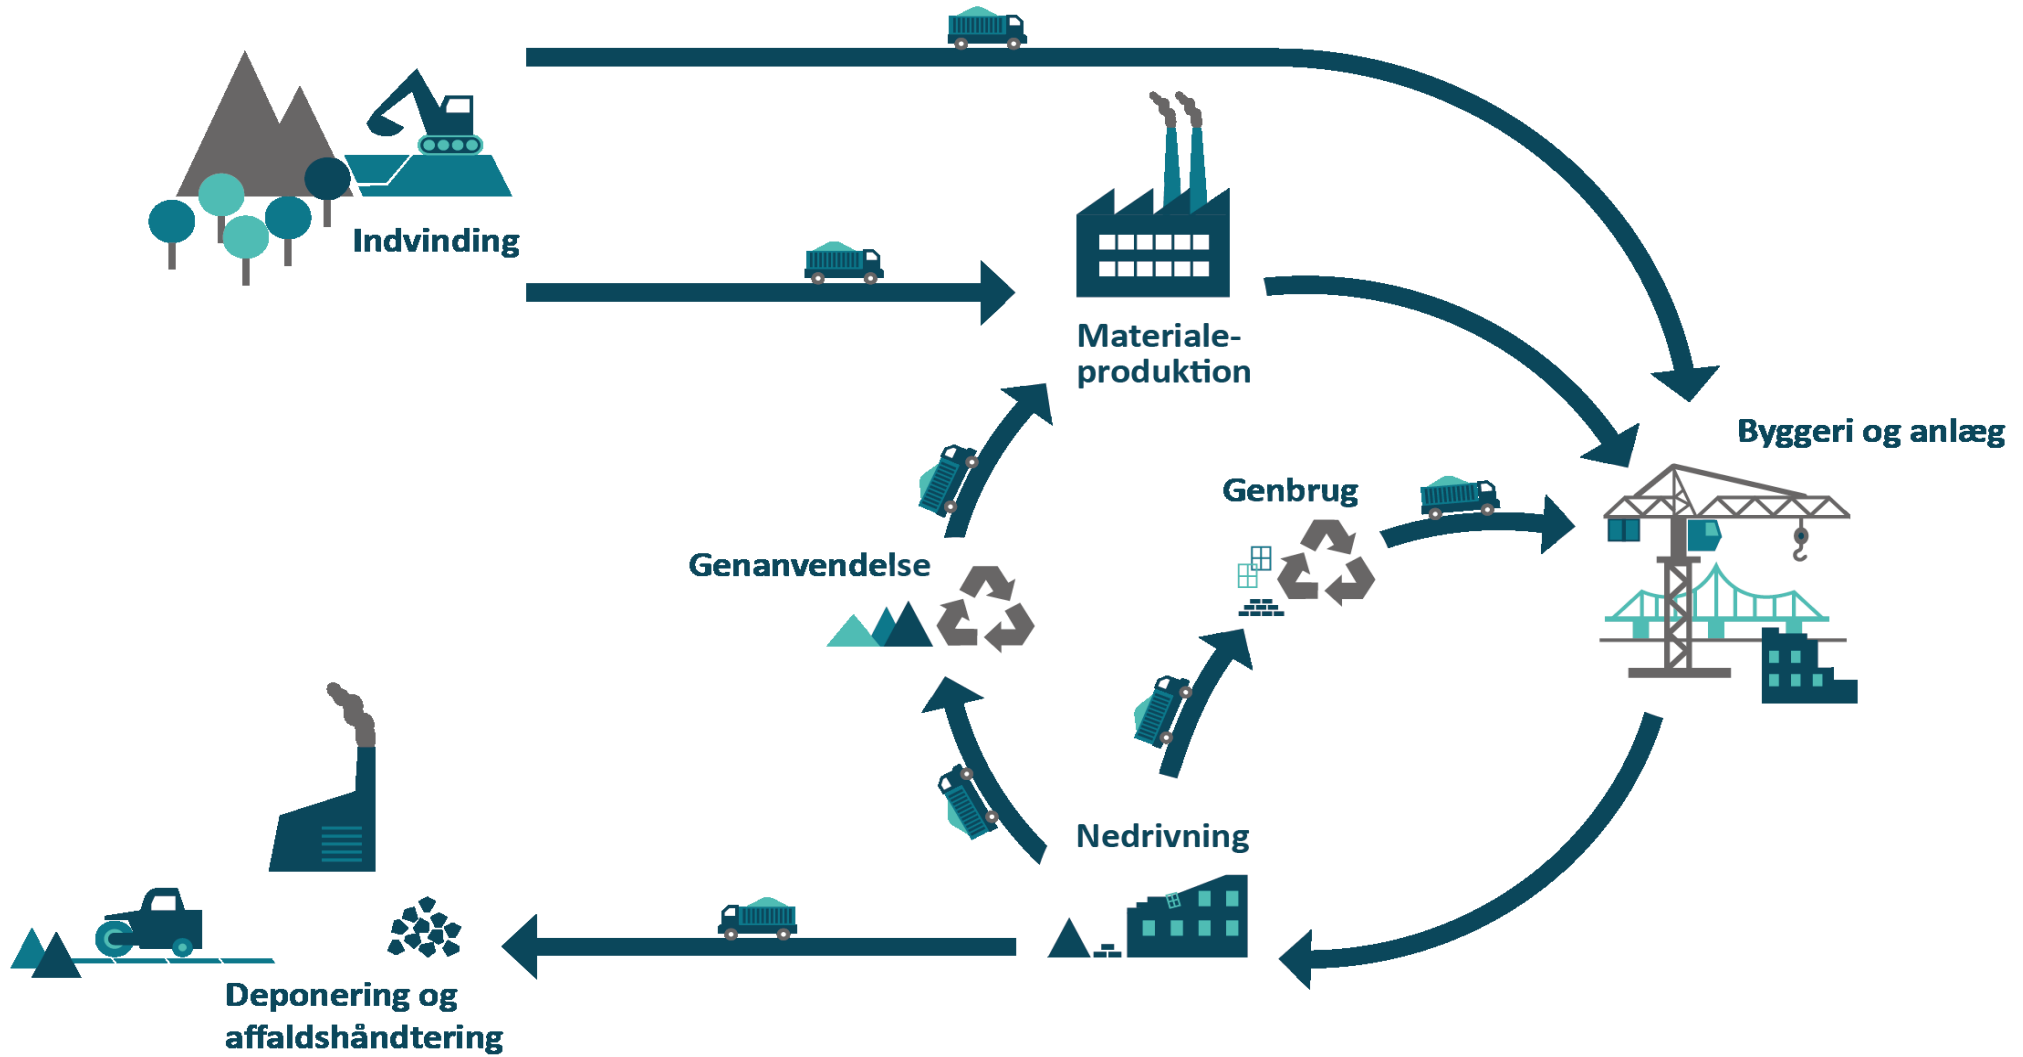 Indvinding
Materiale-
produktion
Byggeri og anlæg
Genbrug
Genanvendelse
Nedrivning
Deponering og
affaldshåndtering